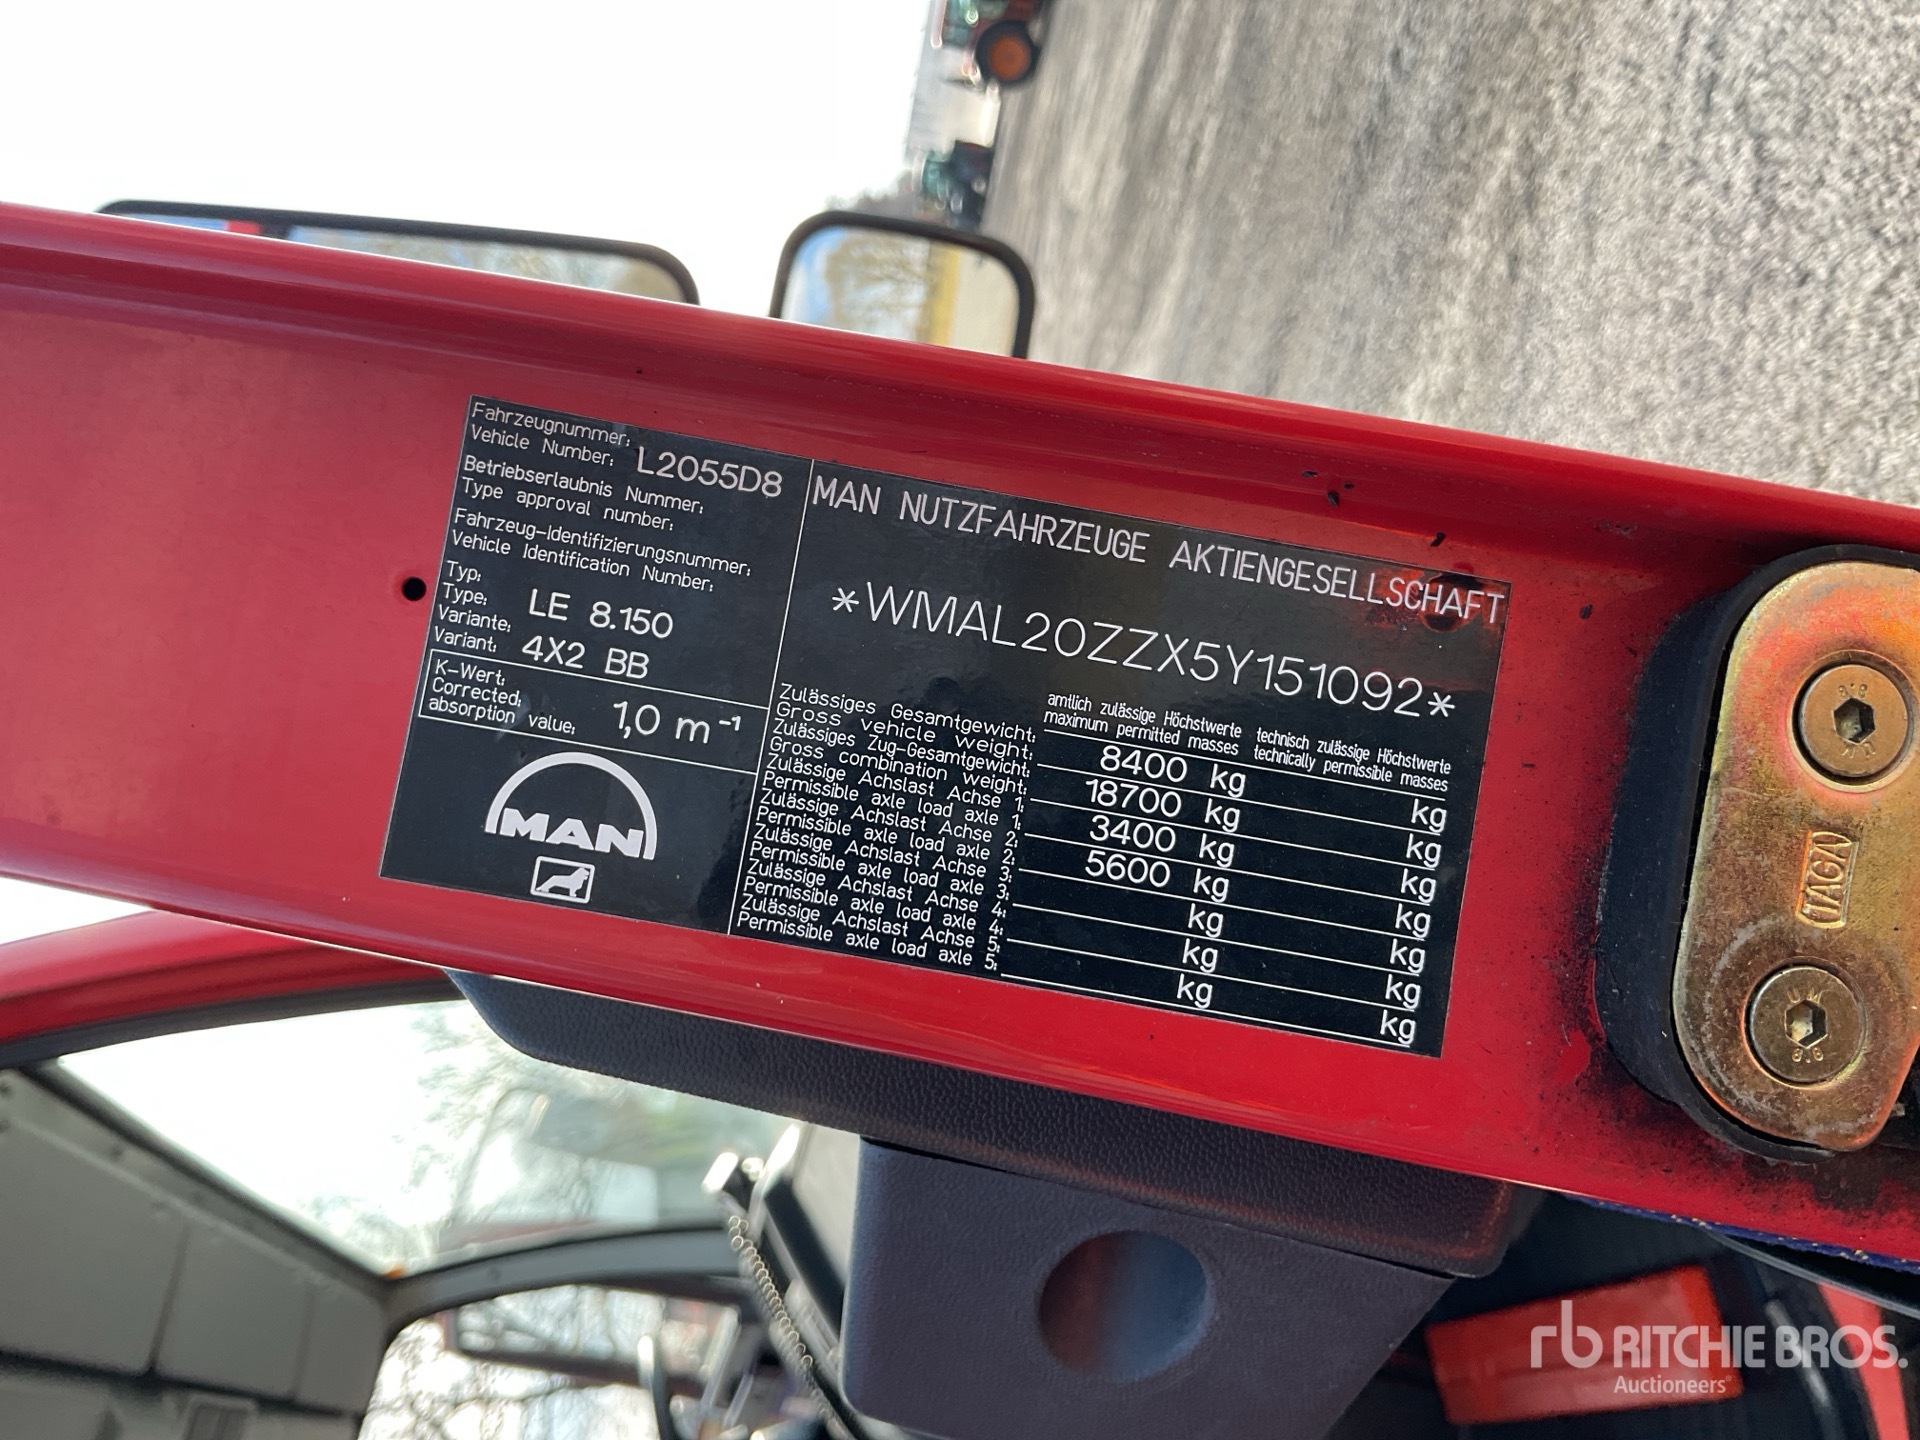 Fahrzeugnummer:
Vehicle Number: L2055D8
Betriebserlaubnis Nummer:
Type approval number:
Fahrzeug-Identifizierungsnummer:
Vehicle Identification Number:
Typ:
Type: LE 8.150
Variante:
Variant: 4X2 BB
K-Wert:
Corrected
absorption value: 1,0 m⁻¹
MAN
MAN NUTZFAHRZEUGE AKTIENGESELLSCHAFT
*WMAL20ZZX5Y151092*
amtlich zulässige Höchstwerte technisch zulässige Höchstwerte
maximum permitted masses technically permissible masses
Zulässiges Gesamtgewicht:
Gross vehicle weight: 8400 kg kg
Zulässiges Zug-Gesamtgewicht:
Gross combination weight: 18700 kg kg
Zulässige Achslast Achse 1:
Permissible axle load axle 1: 3400 kg kg
Zulässige Achslast Achse 2:
Permissible axle load axle 2: 5600 kg kg
Zulässige Achslast Achse 3:
Permissible axle load axle 3: kg kg
Zulässige Achslast Achse 4:
Permissible axle load axle 4: kg kg
Zulässige Achslast Achse 5:
Permissible axle load axle 5: kg kg
8.8
8.8
rb RITCHIE BROS.
Auctioneers